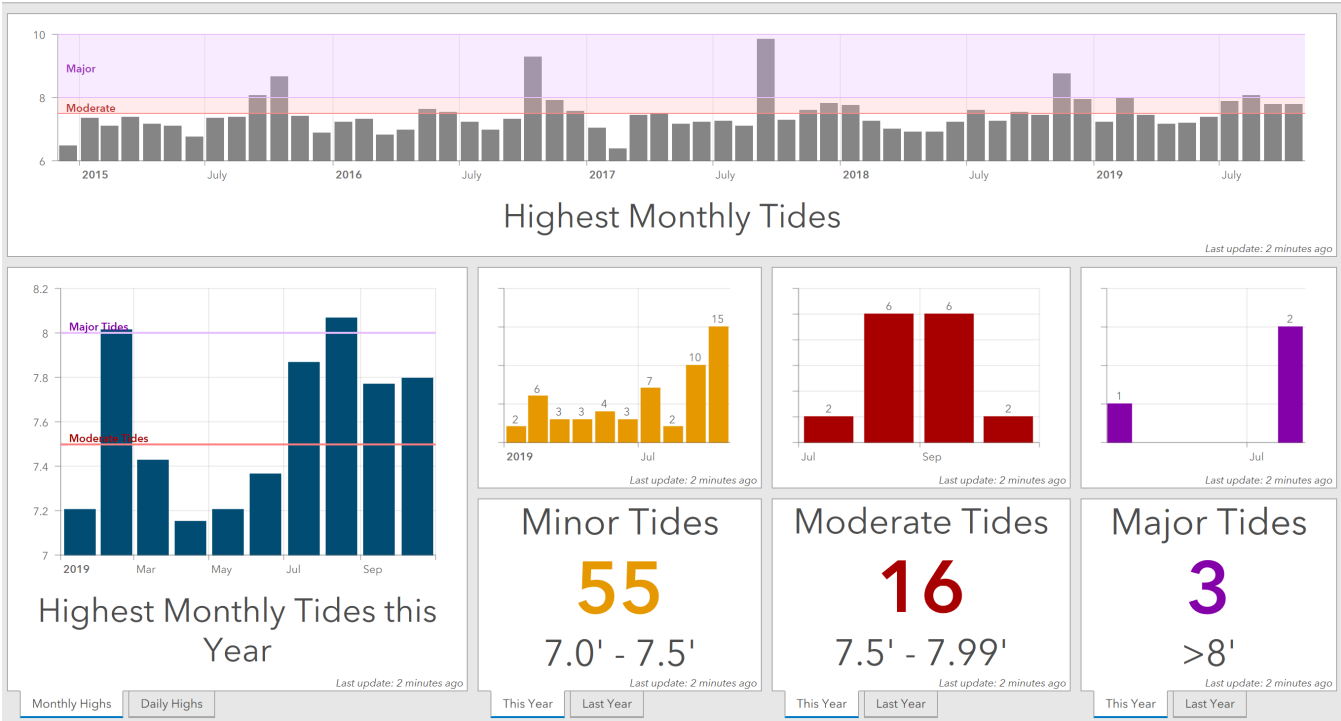 10
Major
8
Moderate
6
2015 July 2016 July 2017 July 2018 July 2019 July
Highest Monthly Tides
Last update: 2 minutes ago
8.2
Major Tides
8
7.8
7.6
Moderate Tides
7.4
7.2
7
2019 Mar May Jul Sep
Highest Monthly Tides this
Year
Last update: 2 minutes ago
Monthly Highs Daily Highs
2 6 3 3 4 3 7 2 10 15
2019 Jul
Last update: 2 minutes ago
Minor Tides
55
7.0' - 7.5'
Last update: 2 minutes ago
This Year Last Year
2 6 6 2
Jul Sep
Last update: 2 minutes ago
Moderate Tides
16
7.5' - 7.99'
Last update: 2 minutes ago
This Year Last Year
1 2
Jul
Last update: 2 minutes ago
Major Tides
3
>8'
Last update: 2 minutes ago
This Year Last Year